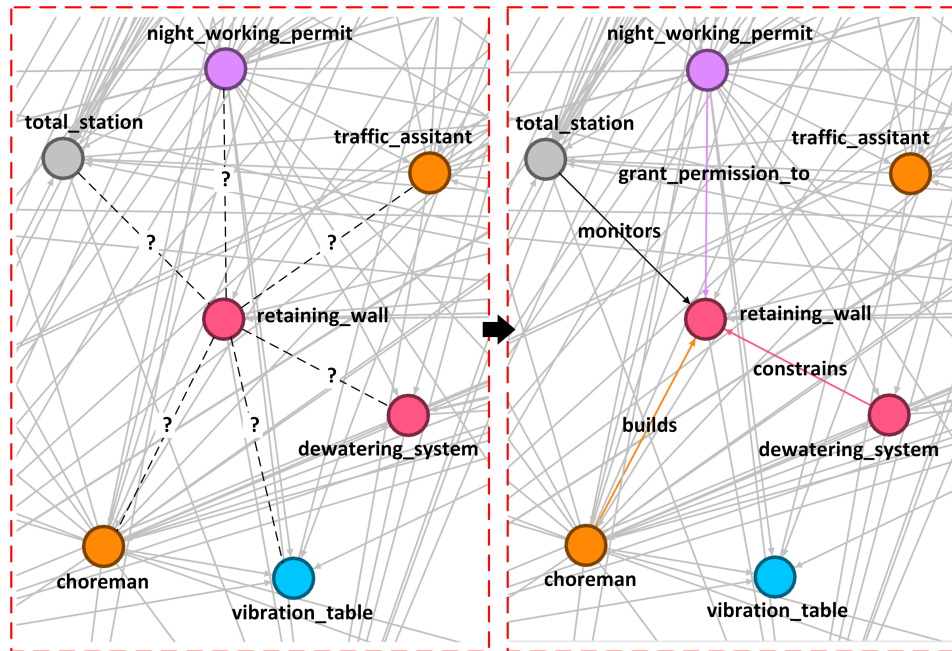 night_working_permit
total_station
traffic_assitant
?
?
?
retaining_wall
?
?
?
dewatering_system
choreman
vibration_table
night_working_permit
total_station
traffic_assitant
grant_permission_to
monitors
retaining_wall
constrains
builds
dewatering_system
choreman
vibration_table